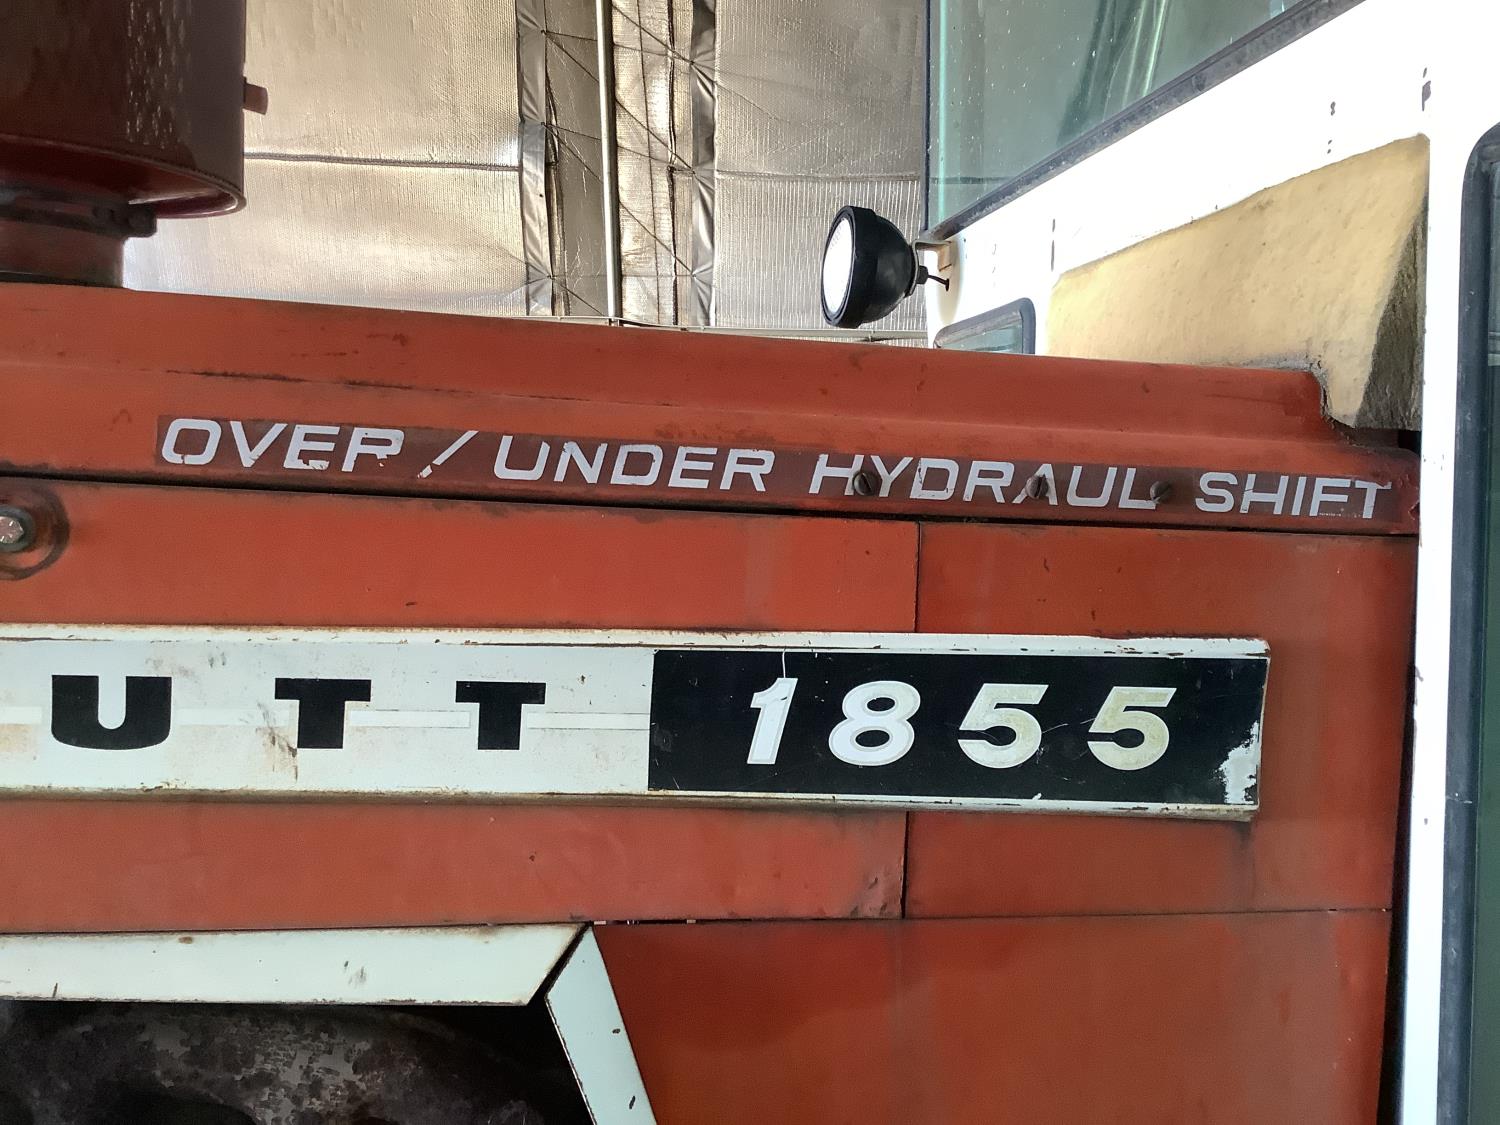 OVER / UNDER HYDRAUL SHIFT
UTT 1855